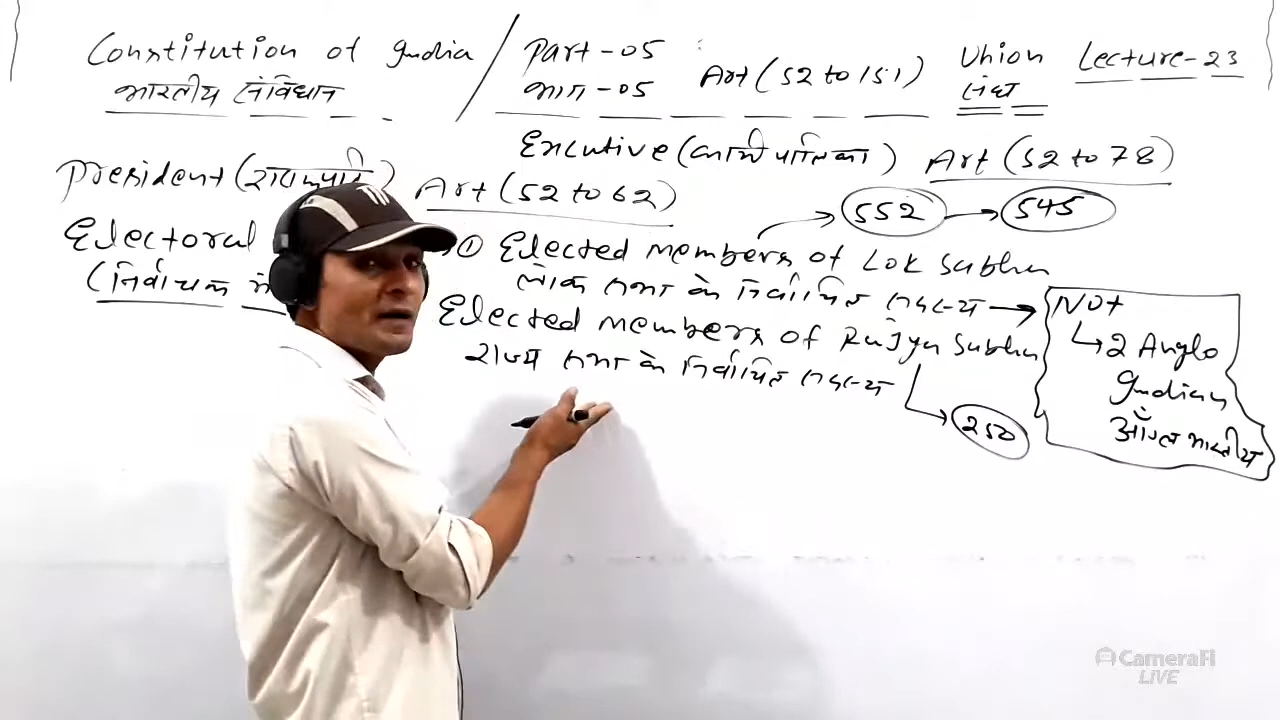 Constitution of India / Part-05 : Art (52 to 151) Union Lecture-23
भारतीय संविधान भाग-05 संघ
Executive (कार्यपालिका) Art (52 to 78)
President (राष्ट्रपति) Art (52 to 62)
552 → 545
Electoral ① Elected members of Lok Sabha
(निर्वाचक लोक सभा के निर्वाचित सदस्य →
Elected members of Rajya Sabha
राज्य सभा के निर्वाचित सदस्य
250
Not
2 Anglo
Indian
आँग्ल भारतीय
CameraFi
LIVE